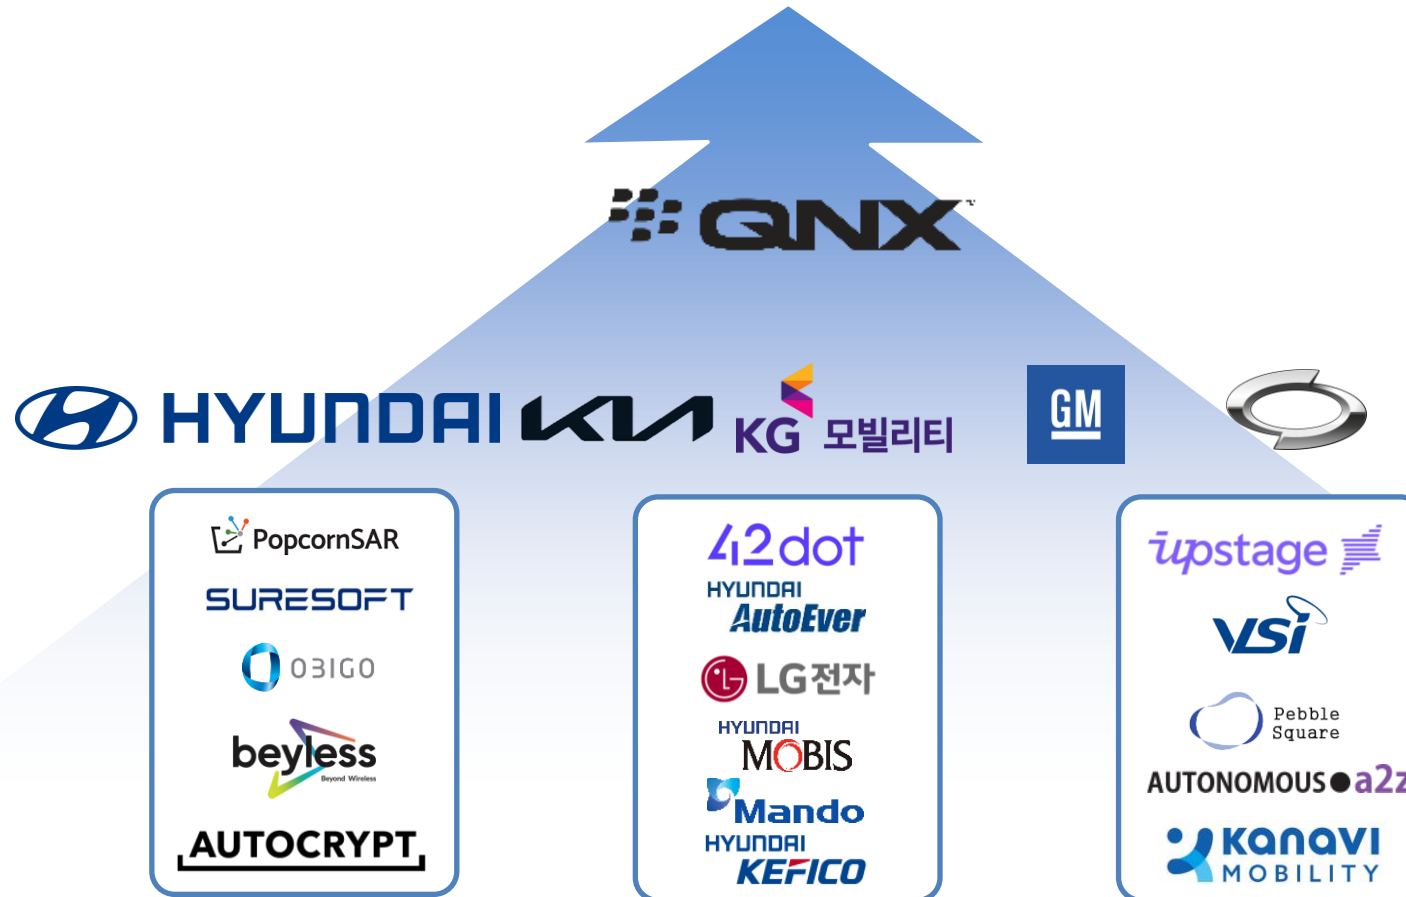 QNX
HYUNDAI
KIA
KG 모빌리티
GM
PopcornSAR
SURESOFT
OBIGO
beyless
Beyond Wireless
AUTOCRYPT
42dot
HYUNDAI
AutoEver
LG LG전자
HYUNDAI
MOBIS
Mando
HYUNDAI
KEFICO
upstage
VSi
Pebble
Square
AUTONOMOUS a2z
KANAVI
MOBILITY